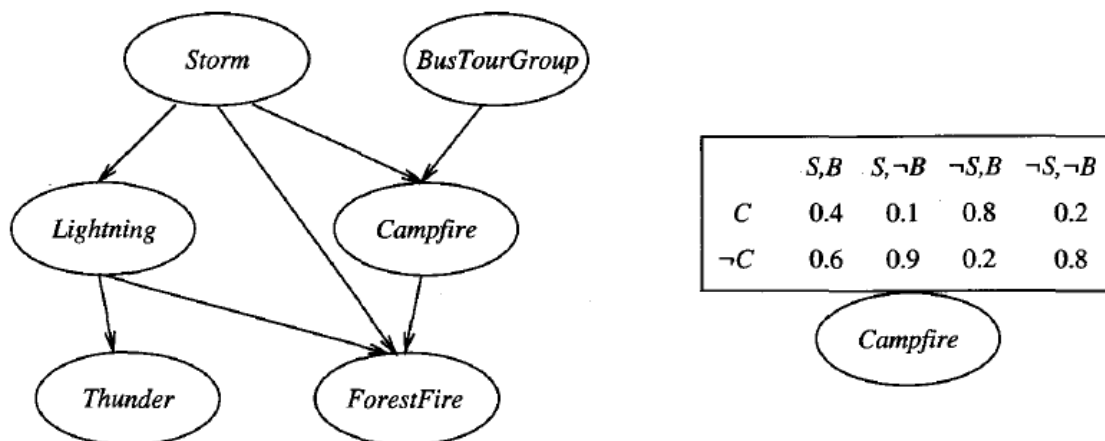 Storm
BusTourGroup
Lightning
Campfire
Thunder
ForestFire
S,B S,¬B ¬S,B ¬S,¬B
C 0.4 0.1 0.8 0.2
¬C 0.6 0.9 0.2 0.8
Campfire